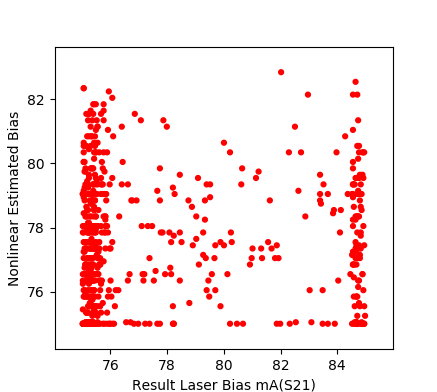 82
80
78
76
Nonlinear Estimated Bias
76 78 80 82 84
Result Laser Bias mA(S21)